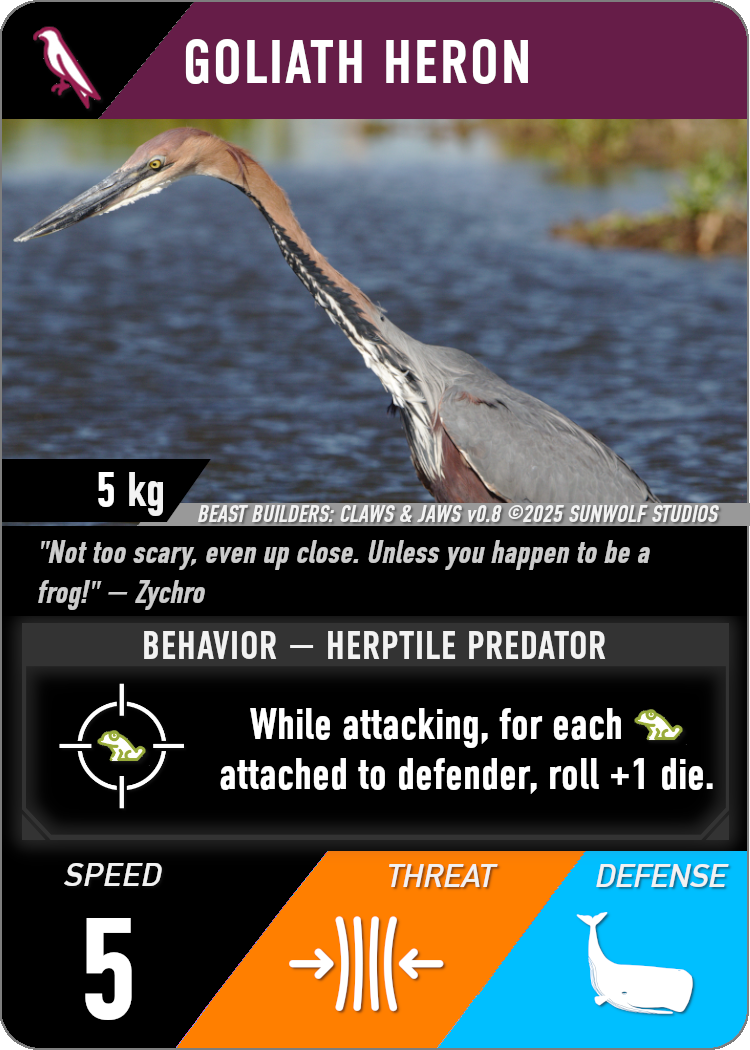 GOLIATH HERON
5 kg
BEAST BUILDERS: CLAWS & JAWS v0.8 ©2025 SUNWOLF STUDIOS
"Not too scary, even up close. Unless you happen to be a
frog!" — Zychro
BEHAVIOR — HERPTILE PREDATOR
While attacking, for each
attached to defender, roll +1 die.
SPEED
THREAT
DEFENSE
5